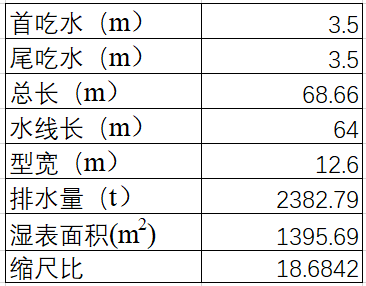 首吃水（m） 3.5
尾吃水（m） 3.5
总长（m） 68.66
水线长（m） 64
型宽（m） 12.6
排水量（t） 2382.79
湿表面积(m²) 1395.69
缩尺比 18.6842